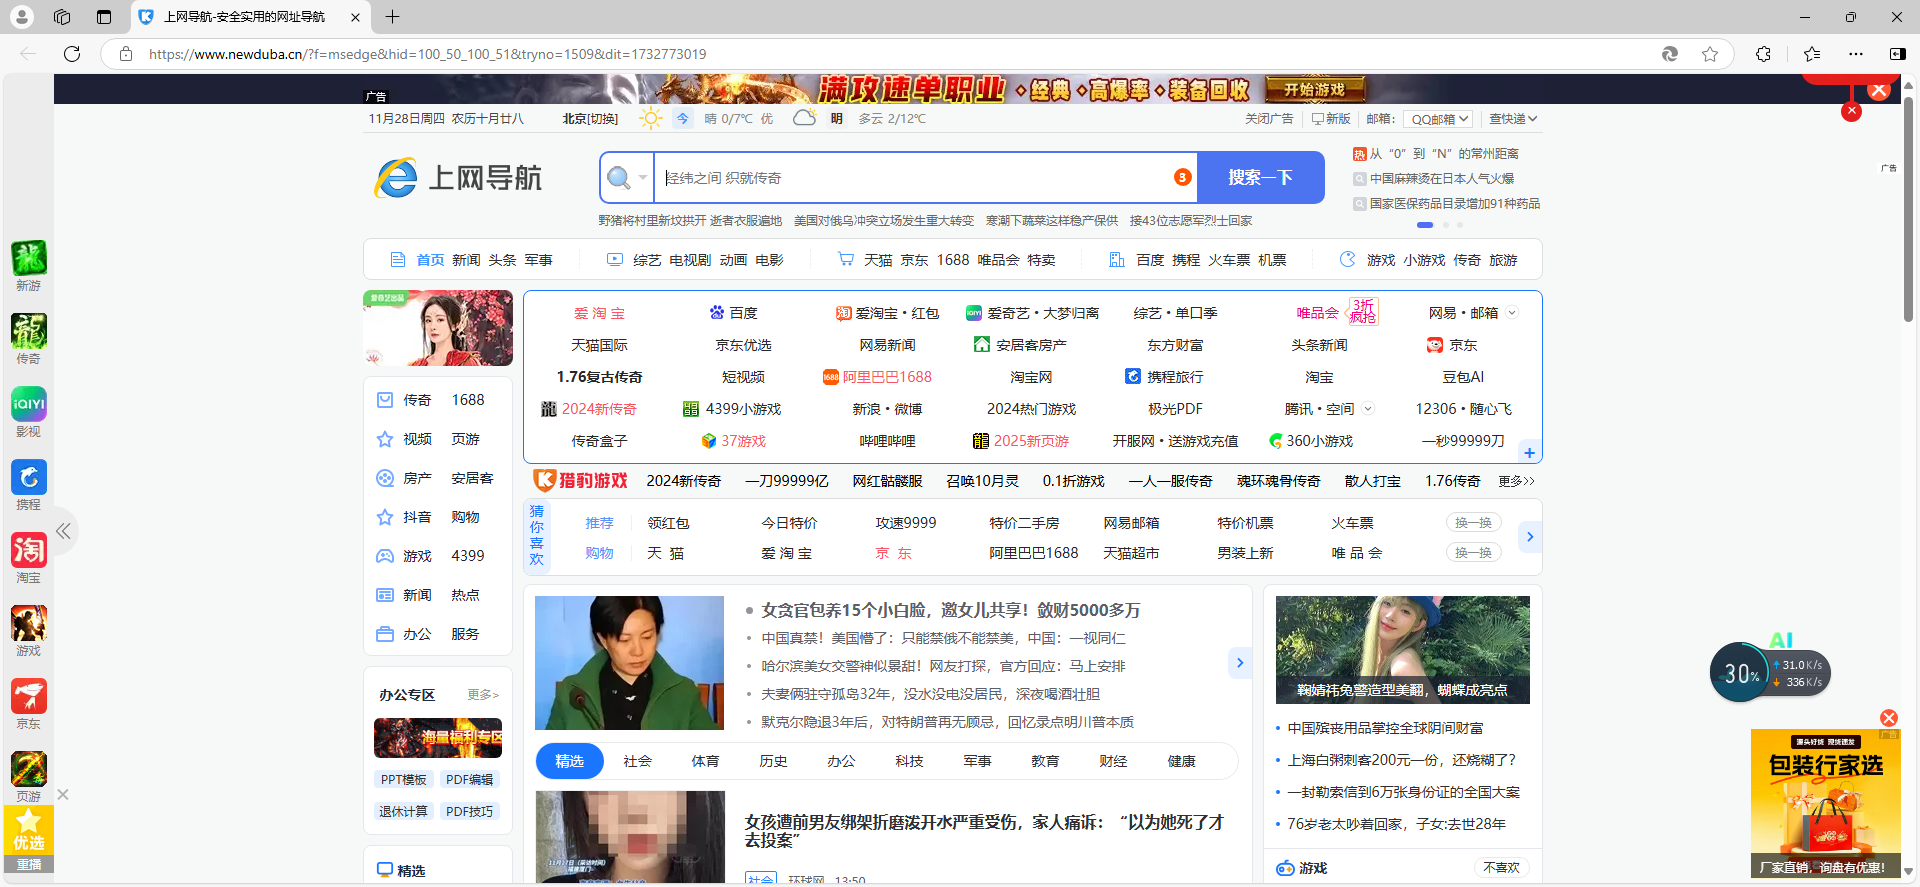 上网导航-安全实用的网址导航
https://www.newduba.cn/?f=msedge&hid=100_50_100_51&tryno=1509&dit=1732773019
广告
满攻速单职业 经典 高爆率 装备回收 开始游戏
11月28日周四 农历十月廿八 北京[切换] 今 晴 0/7℃ 优 明 多云 2/12℃ 关闭广告 新版 邮箱: QQ邮箱 查快递
上网导航
经纬之间 织就传奇 3 搜索一下
野猪将村里新坟拱开 逝者衣服遍地 美国对俄乌冲突立场发生重大转变 寒潮下蔬菜这样稳产保供 接43位志愿军烈士回家
热 从“0”到“N”的常州距离
中国麻辣烫在日本人气火爆
国家医保药品目录增加91种药品
广告
首页 新闻 头条 军事 综艺 电视剧 动画 电影 天猫 京东 1688 唯品会 特卖 百度 携程 火车票 机票 游戏 小游戏 传奇 旅游
新游
传奇
iQIYI
影视
携程
淘
淘宝
游戏
京东
页游
优选
重播
爱奇艺出品
传奇 1688
视频 页游
房产 安居客
抖音 购物
游戏 4399
新闻 热点
办公 服务
办公专区 更多>
海量福利专区
PPT模板 PDF编辑
退休计算 PDF技巧
精选
爱淘宝 百度 淘 爱淘宝•红包 爱奇艺•大梦归离 综艺•单口季 唯品会 3折疯抢 网易•邮箱
天猫国际 京东优选 网易新闻 安居客房产 东方财富 头条新闻 京东
1.76复古传奇 短视频 1688 阿里巴巴1688 淘宝网 携程旅行 淘宝 豆包AI
龍 2024新传奇 4399小游戏 新浪•微博 2024热门游戏 极光PDF 腾讯•空间 12306•随心飞
传奇盒子 37游戏 哔哩哔哩 龍 2025新页游 开服网•送游戏充值 360小游戏 一秒99999刀
猎豹游戏 2024新传奇 一刀99999亿 网红骷髅服 召唤10月灵 0.1折游戏 一人一服传奇 魂环魂骨传奇 散人打宝 1.76传奇 更多>>
猜你喜欢
推荐 领红包 今日特价 攻速9999 特价二手房 网易邮箱 特价机票 火车票 换一换
购物 天 猫 爱 淘 宝 京 东 阿里巴巴1688 天猫超市 男装上新 唯 品 会 换一换
女贪官包养15个小白脸，邀女儿共享！敛财5000多万
中国真禁！美国懵了：只能禁俄不能禁美，中国：一视同仁
哈尔滨美女交警神似景甜！网友打探，官方回应：马上安排
夫妻俩驻守孤岛32年，没水没电没居民，深夜喝酒壮胆
默克尔隐退3年后，对特朗普再无顾忌，回忆录点明川普本质
精选 社会 体育 历史 办公 科技 军事 教育 财经 健康
女孩遭前男友绑架折磨泼开水严重受伤，家人痛诉：“以为她死了才去投案”
社会 环球网 13:50
鞠婧祎兔警造型美翻，蝴蝶成亮点
中国殡丧用品掌控全球阴间财富
上海白粥刺客200元一份，还烧糊了？
一封勒索信到6万张身份证的全国大案
76岁老太吵着回家，子女:去世28年
游戏 不喜欢
AI
30% 31.0K/s
336K/s
广告
源头好货 现货速发
包装行家选
厂家直销，询盘有优惠！